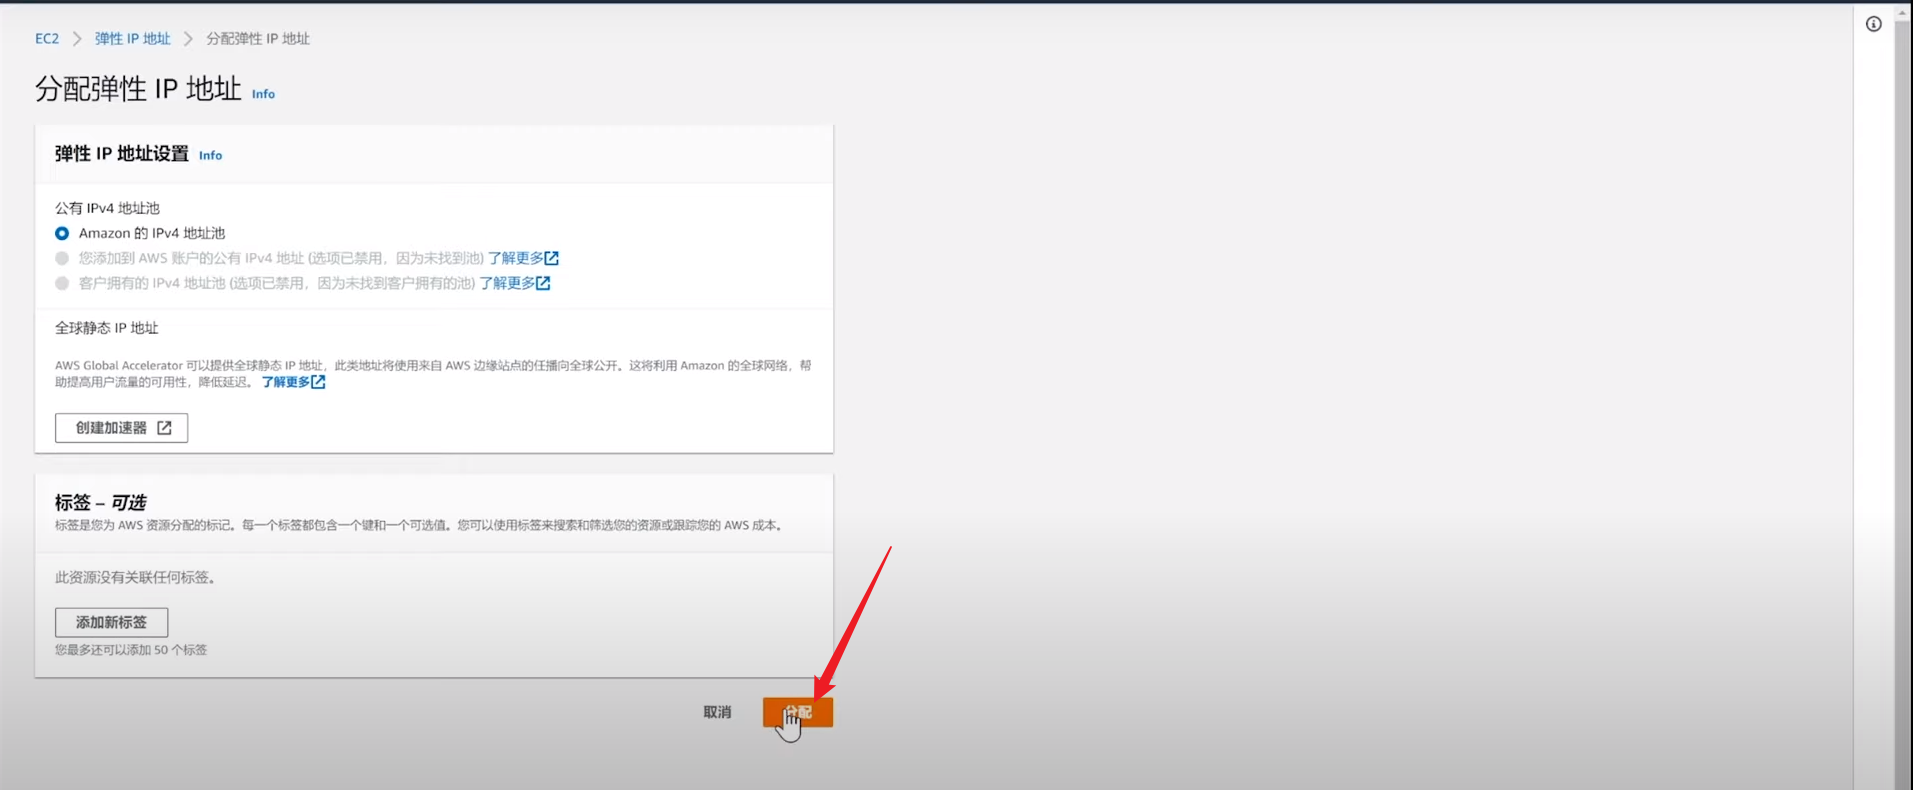 EC2 > 弹性 IP 地址 > 分配弹性 IP 地址
分配弹性 IP 地址 Info
弹性 IP 地址设置 Info
公有 IPv4 地址池
Amazon 的 IPv4 地址池
您添加到 AWS 账户的公有 IPv4 地址 (选项已禁用，因为未找到池) 了解更多
客户拥有的 IPv4 地址池 (选项已禁用，因为未找到客户拥有的池) 了解更多
全球静态 IP 地址
AWS Global Accelerator 可以提供全球静态 IP 地址，此类地址将使用来自 AWS 边缘站点的任播向全球公开。这将利用 Amazon 的全球网络，帮
助提高用户流量的可用性，降低延迟。 了解更多
创建加速器
标签 – 可选
标签是您为 AWS 资源分配的标记。每一个标签都包含一个键和一个可选值。您可以使用标签来搜索和筛选您的资源或跟踪您的 AWS 成本。
此资源没有关联任何标签。
添加新标签
您最多还可以添加 50 个标签
取消 分配